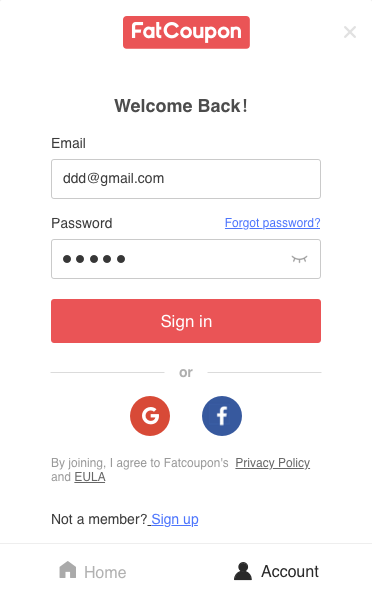 FatCoupon
Welcome Back!
Email
ddd@gmail.com
Password Forgot password?
Sign in
or
G f
By joining, I agree to Fatcoupon's Privacy Policy
and EULA
Not a member? Sign up
Home Account